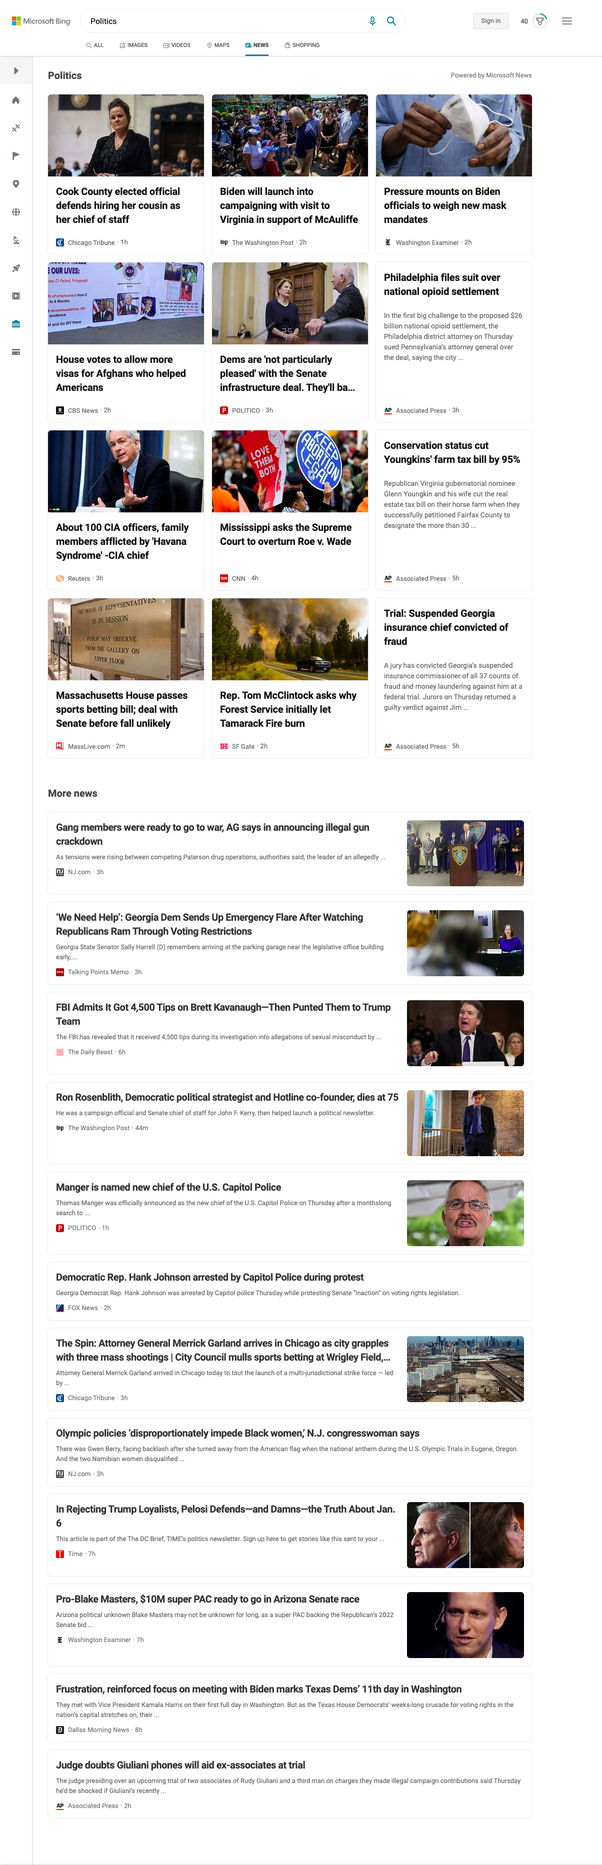 Microsoft Bing
Politics
Sign in
40
ALL
IMAGES
VIDEOS
MAPS
NEWS
SHOPPING
Politics
Powered by Microsoft News
Cook County elected official
defends hiring her cousin as
her chief of staff
Chicago Tribune · 1h
Biden will launch into
campaigning with visit to
Virginia in support of McAuliffe
wp The Washington Post · 2h
Pressure mounts on Biden
officials to weigh new mask
mandates
Washington Examiner · 2h
OUR LIVES:
House votes to allow more
visas for Afghans who helped
Americans
CBS News · 2h
Dems are 'not particularly
pleased' with the Senate
infrastructure deal. They'll ba...
POLITICO · 3h
Philadelphia files suit over
national opioid settlement
In the first big challenge to the proposed $26
billion national opioid settlement, the
Philadelphia district attorney on Thursday
sued Pennsylvania's attorney general over
the deal, saying the city ...
AP Associated Press · 3h
About 100 CIA officers, family
members afflicted by 'Havana
Syndrome' -CIA chief
Reuters · 3h
LOVE
THEM
BOTH
KEEP
ABORTION
LEGAL
Mississippi asks the Supreme
Court to overturn Roe v. Wade
CNN · 4h
Conservation status cut
Youngkins' farm tax bill by 95%
Republican Virginia gubernatorial nominee
Glenn Youngkin and his wife cut the real
estate tax bill on their horse farm when they
successfully petitioned Fairfax County to
designate the more than 30 ...
AP Associated Press · 5h
THE HOUSE OF REPRESENTATIVES
IS IN SESSION
PUBLIC MAY OBSERVE
FROM THE GALLERY ON
UPPER FLOOR
Massachusetts House passes
sports betting bill; deal with
Senate before fall unlikely
MassLive.com · 2m
Rep. Tom McClintock asks why
Forest Service initially let
Tamarack Fire burn
SF Gate · 2h
Trial: Suspended Georgia
insurance chief convicted of
fraud
A jury has convicted Georgia's suspended
insurance commissioner of all 37 counts of
fraud and money laundering against him at a
federal trial. Jurors on Thursday returned a
guilty verdict against Jim ...
AP Associated Press · 5h
More news
Gang members were ready to go to war, AG says in announcing illegal gun
crackdown
As tensions were rising between competing Paterson drug operations, authorities said, the leader of an allegedly ...
NJ.com · 3h
'We Need Help': Georgia Dem Sends Up Emergency Flare After Watching
Republicans Ram Through Voting Restrictions
Georgia State Senator Sally Harrell (D) remembers arriving at the parking garage near the legislative office building
early, ...
Talking Points Memo · 3h
FBI Admits It Got 4,500 Tips on Brett Kavanaugh—Then Punted Them to Trump
Team
The FBI has revealed that it received 4,500 tips during its investigation into allegations of sexual misconduct by ...
The Daily Beast · 6h
Ron Rosenblith, Democratic political strategist and Hotline co-founder, dies at 75
He was a campaign official and Senate chief of staff for John F. Kerry, then helped launch a political newsletter.
wp The Washington Post · 44m
Manger is named new chief of the U.S. Capitol Police
Thomas Manger was officially announced as the new chief of the U.S. Capitol Police on Thursday after a monthslong
search to ...
POLITICO · 1h
Democratic Rep. Hank Johnson arrested by Capitol Police during protest
Georgia Democrat Rep. Hank Johnson was arrested by Capitol police Thursday while protesting Senate "inaction" on voting rights legislation.
FOX News · 2h
The Spin: Attorney General Merrick Garland arrives in Chicago as city grapples
with three mass shootings | City Council mulls sports betting at Wrigley Field,...
Attorney General Merrick Garland arrived in Chicago today to tout the launch of a multi-jurisdictional strike force — led
by ...
Chicago Tribune · 3h
Olympic policies 'disproportionately impede Black women,' N.J. congresswoman says
There was Gwen Berry, facing backlash after she turned away from the American flag when the national anthem during the U.S. Olympic Trials in Eugene, Oregon.
And the two Namibian women disqualified ...
NJ.com · 3h
In Rejecting Trump Loyalists, Pelosi Defends—and Damns—the Truth About Jan.
6
This article is part of the The DC Brief, TIME's politics newsletter. Sign up here to get stories like this sent to your ...
Time · 7h
Pro-Blake Masters, $10M super PAC ready to go in Arizona Senate race
Arizona political unknown Blake Masters may not be unknown for long, as a super PAC backing the Republican's 2022
Senate bid ...
Washington Examiner · 7h
Frustration, reinforced focus on meeting with Biden marks Texas Dems' 11th day in Washington
They met with Vice President Kamala Harris on their first full day in Washington. But as the Texas House Democrats' weeks-long crusade for voting rights in the
nation's capital stretches on, their ...
Dallas Morning News · 8h
Judge doubts Giuliani phones will aid ex-associates at trial
The judge presiding over an upcoming trial of two associates of Rudy Giuliani and a third man on charges they made illegal campaign contributions said Thursday
he'd be shocked if Giuliani's recently ...
AP Associated Press · 2h